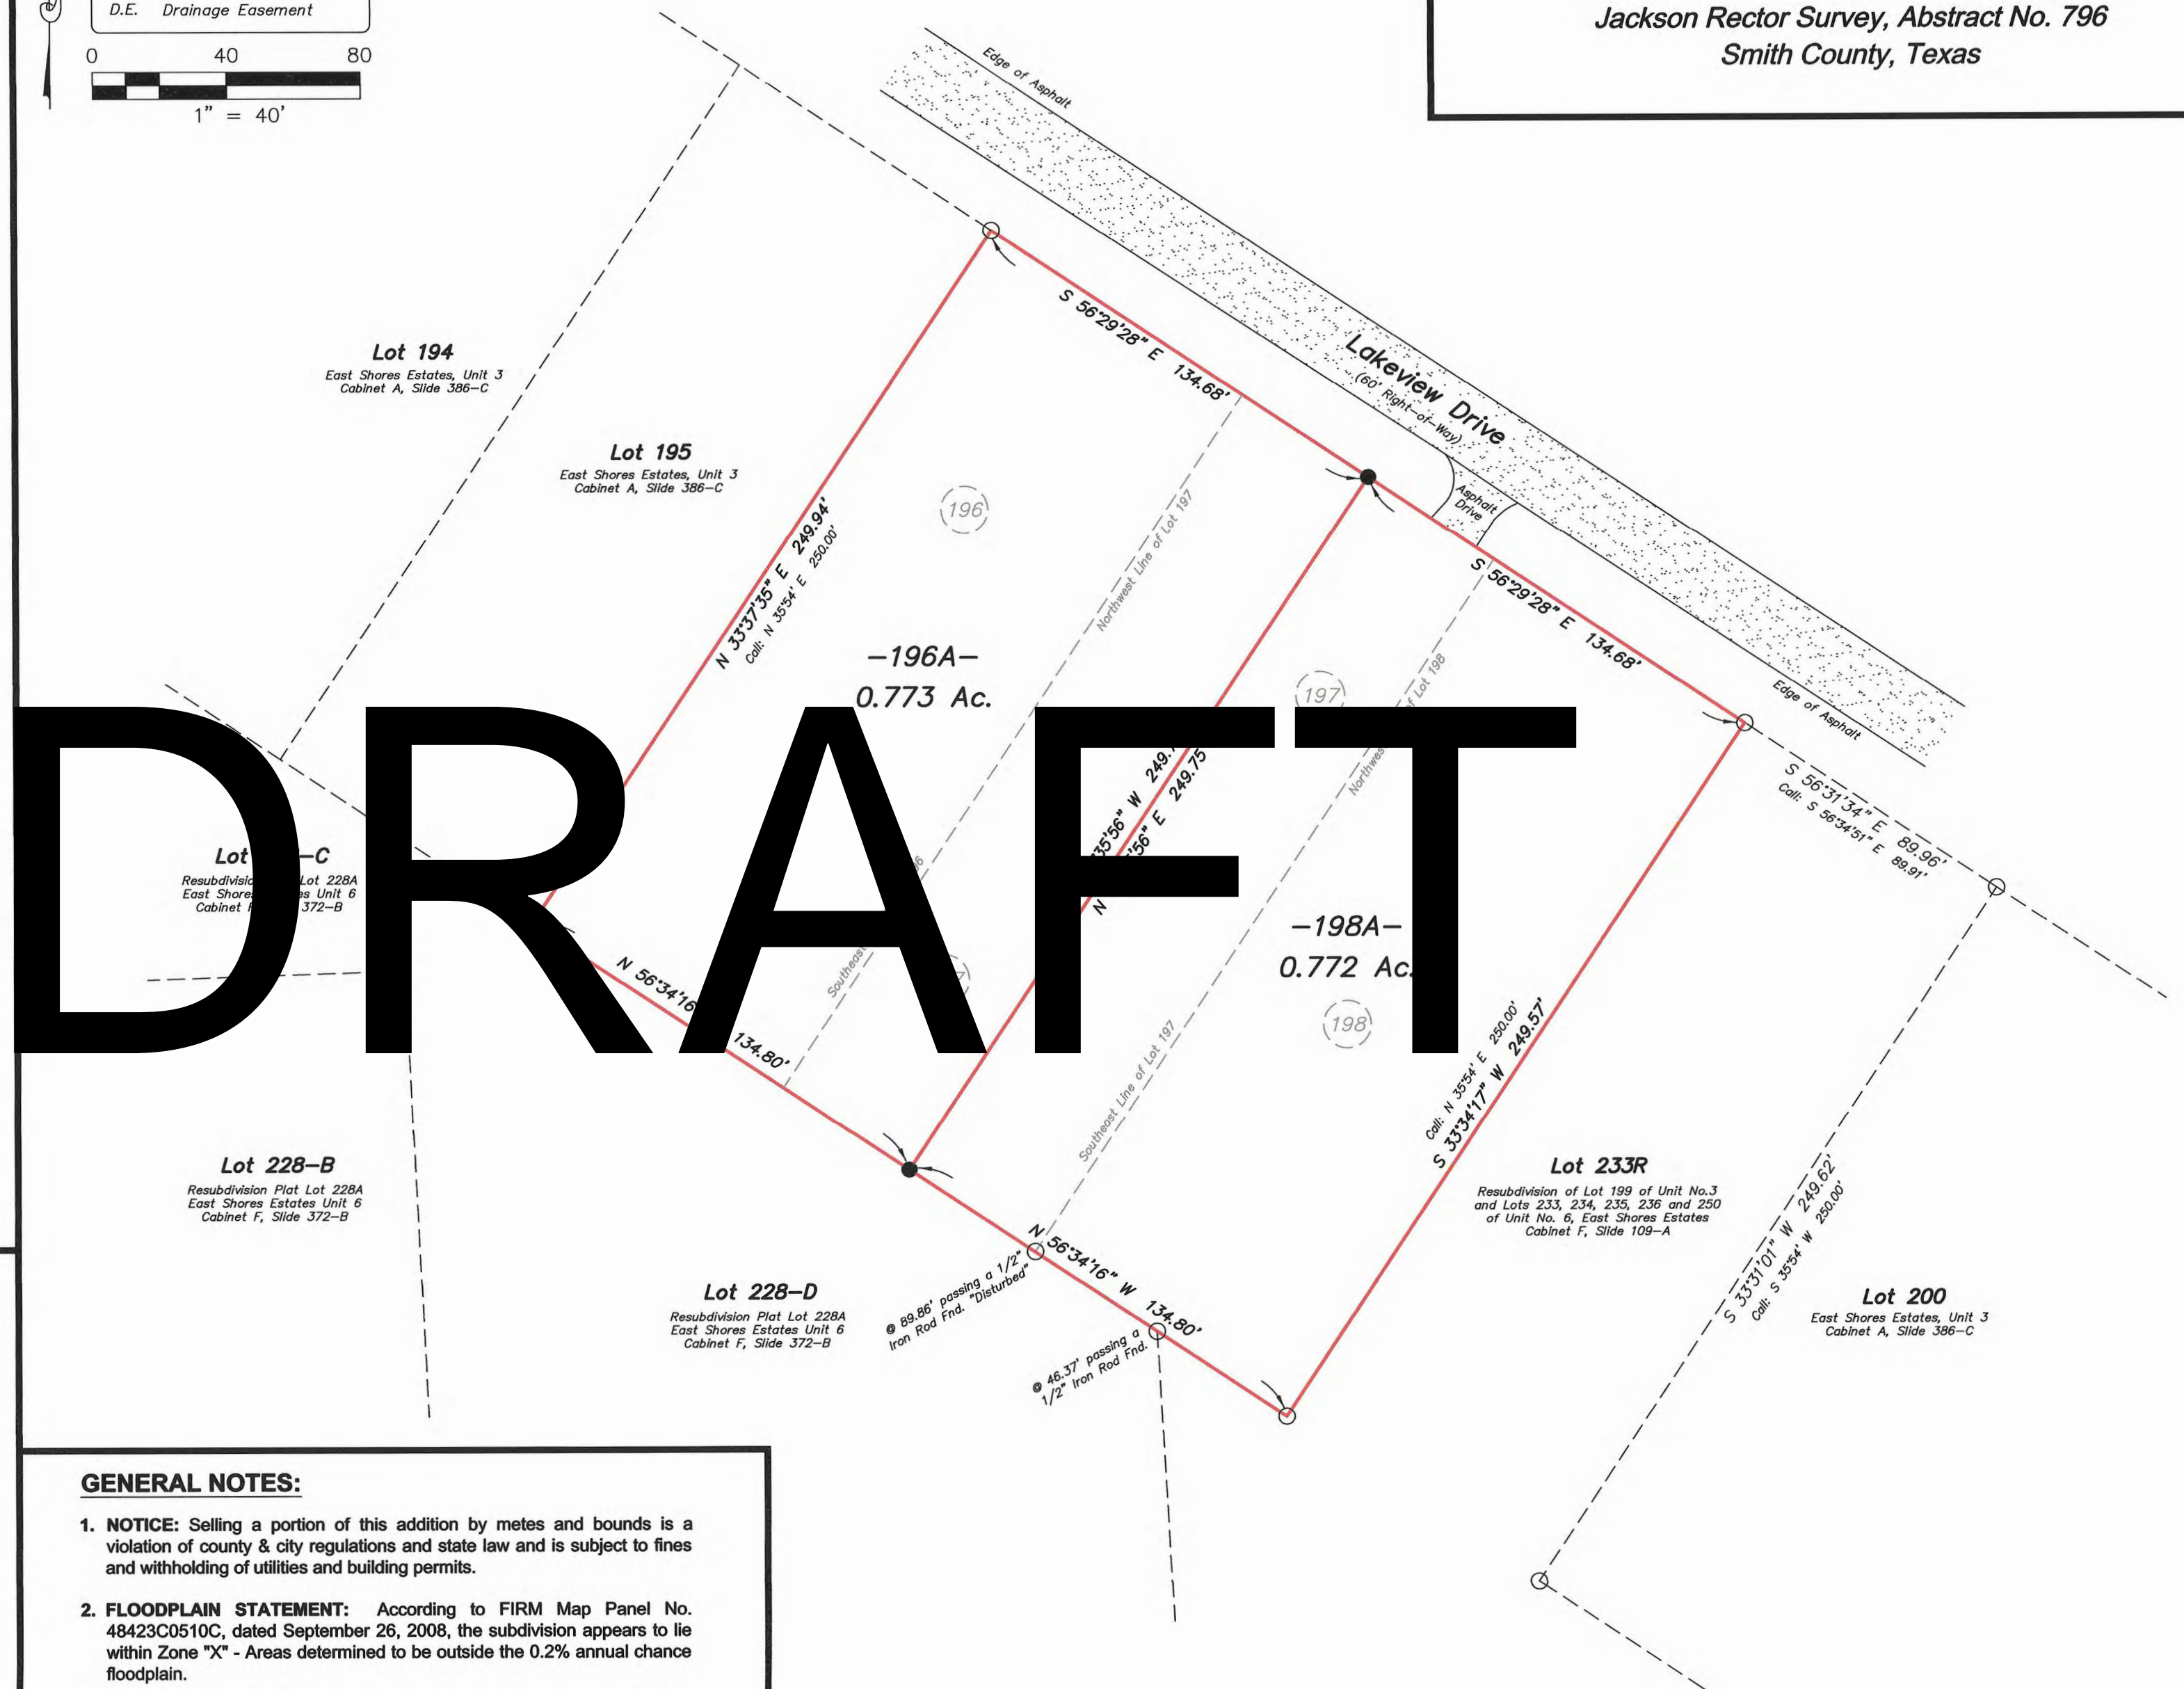 D.E. Drainage Easement
0 40 80
1" = 40'
Jackson Rector Survey, Abstract No. 796
Smith County, Texas
Edge of Asphalt
Lakeview Drive
(60' Right-of-Way)
Asphalt
Drive
Edge of Asphalt
S 56°29'28" E 134.68'
S 56°29'28" E 134.68'
S 56°31'34" E 89.96'
Call: S 56°34'51" E 89.91'
Lot 194
East Shores Estates, Unit 3
Cabinet A, Slide 386-C
Lot 195
East Shores Estates, Unit 3
Cabinet A, Slide 386-C
N 33°37'35" E 249.94'
Call: N 35°54' E 250.00'
196
Northwest Line of Lot 197
-196A-
0.773 Ac.
197
of Lot 198
DRAFT
W 249.
E 249.75
Lot -C
Lot 228A
Unit 6
Cabinet 372-B
-198A-
0.772 Ac.
198
Southeast
N 56°34'16 134.80'
Southeast Line of Lot 197
Call: N 35°54' E 250.00'
S 33°34'17" W 249.57'
Lot 228-B
Resubdivision Plat Lot 228A
East Shores Estates Unit 6
Cabinet F, Slide 372-B
Lot 233R
Resubdivision of Lot 199 of Unit No.3
and Lots 233, 234, 235, 236 and 250
of Unit No. 6, East Shores Estates
Cabinet F, Slide 109-A
S 33°31'01" W 249.62'
Call: S 35°54' W 250.00'
Lot 200
East Shores Estates, Unit 3
Cabinet A, Slide 386-C
Lot 228-D
Resubdivision Plat Lot 228A
East Shores Estates Unit 6
Cabinet F, Slide 372-B
N 56°34'16" W 134.80'
@ 89.86' passing a 1/2"
Iron Rod Fnd. "Disturbed"
@ 46.37' passing a
1/2" Iron Rod Fnd.
GENERAL NOTES:
1. NOTICE: Selling a portion of this addition by metes and bounds is a
violation of county & city regulations and state law and is subject to fines
and withholding of utilities and building permits.
2. FLOODPLAIN STATEMENT: According to FIRM Map Panel No.
48423C0510C, dated September 26, 2008, the subdivision appears to lie
within Zone "X" - Areas determined to be outside the 0.2% annual chance
floodplain.